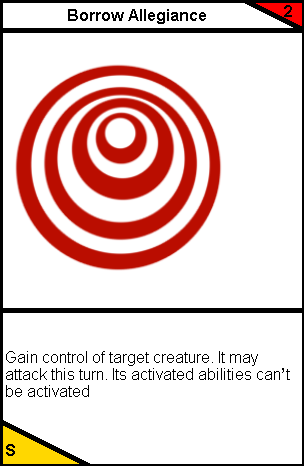 Borrow Allegiance
2
Gain control of target creature. It may
attack this turn. Its activated abilities can't
be activated
S